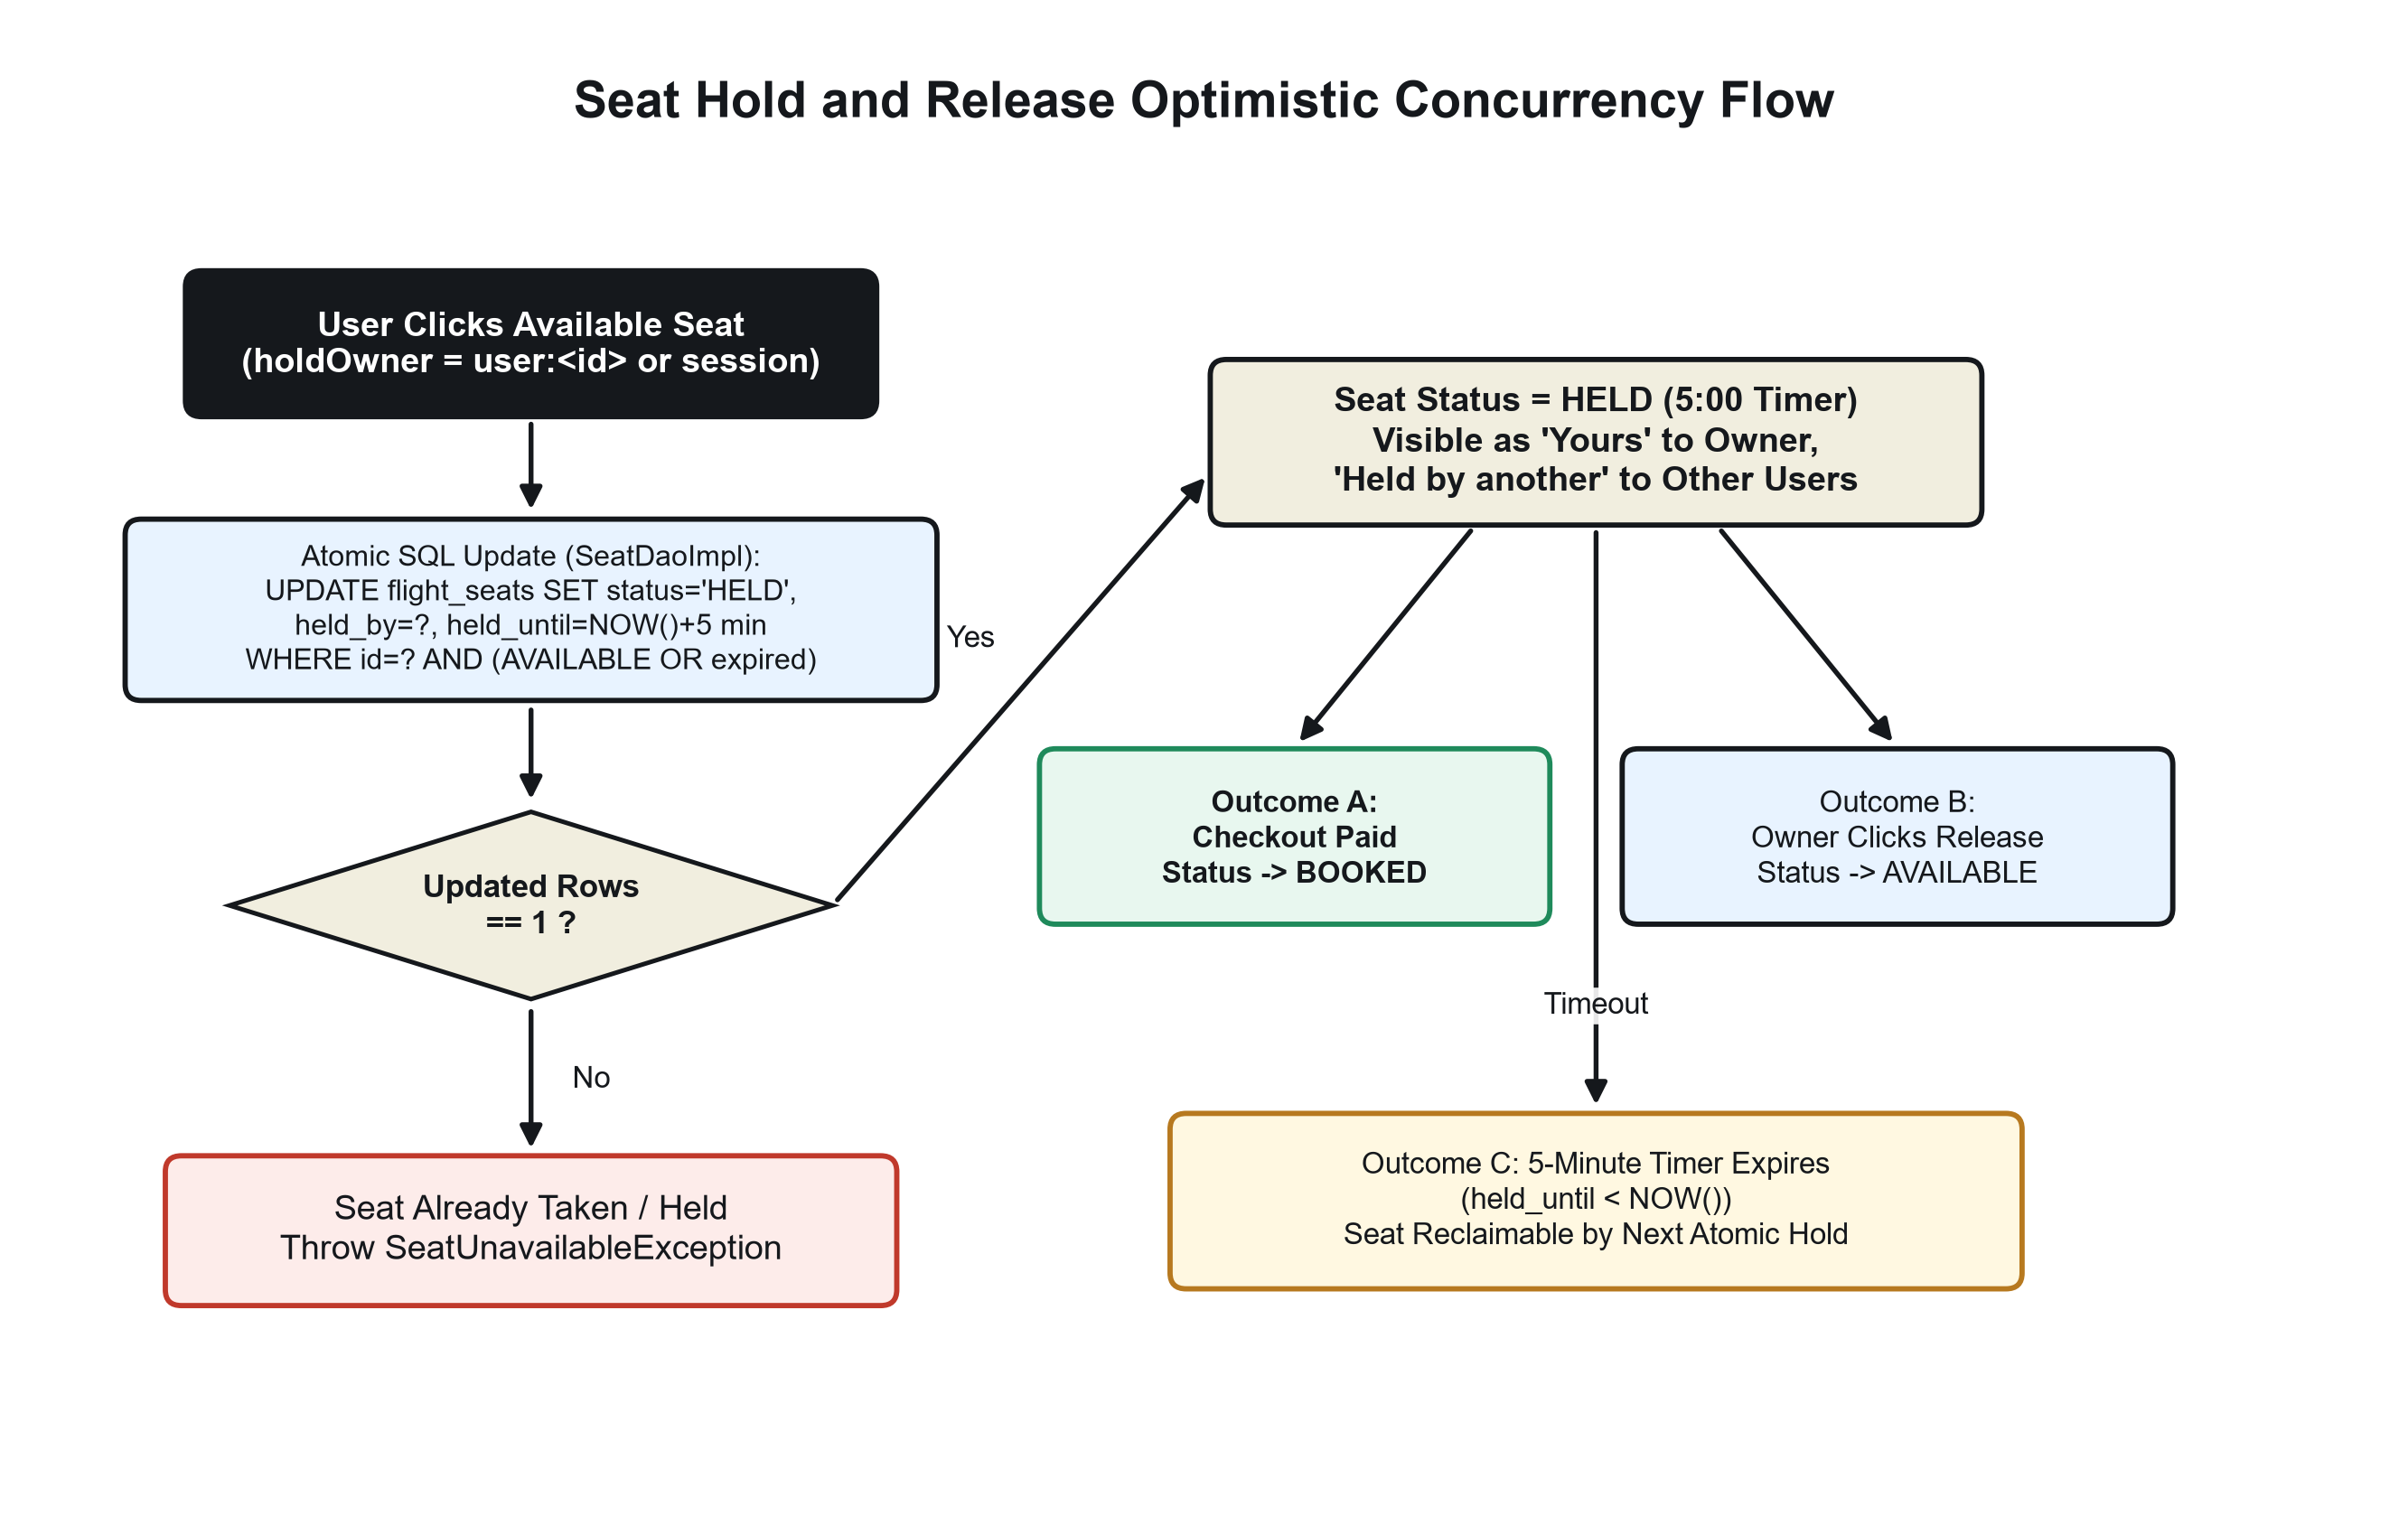 Seat Hold and Release Optimistic Concurrency Flow
User Clicks Available Seat
(holdOwner = user:<id> or session)
Atomic SQL Update (SeatDaoImpl):
UPDATE flight_seats SET status='HELD',
held_by=?, held_until=NOW()+5 min
WHERE id=? AND (AVAILABLE OR expired)
Updated Rows
== 1 ?
Yes
No
Seat Already Taken / Held
Throw SeatUnavailableException
Seat Status = HELD (5:00 Timer)
Visible as 'Yours' to Owner,
'Held by another' to Other Users
Outcome A:
Checkout Paid
Status -> BOOKED
Outcome B:
Owner Clicks Release
Status -> AVAILABLE
Timeout
Outcome C: 5-Minute Timer Expires
(held_until < NOW())
Seat Reclaimable by Next Atomic Hold